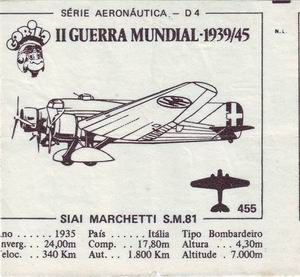 SÉRIE AERONÁUTICA - D 4
GORILA
II GUERRA MUNDIAL-1939/45
N. L.
455
SIAI MARCHETTI S.M.81
no . . . . . . 1935 País . . . . . Itália Tipo Bombardeiro
nverg. . . 24,00m Comp. . . 17,80m Altura . . . 4,30m
eloc. . . 340 Km Aut. . . 1.800 Km Altitude . 7.000m